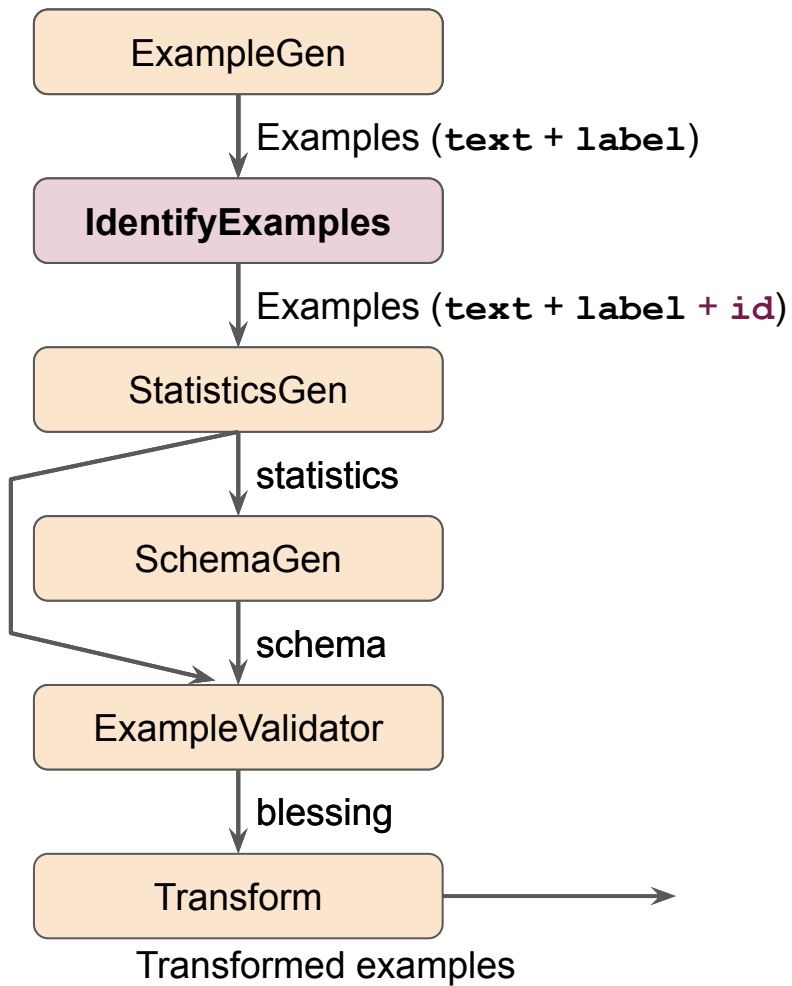 ExampleGen
Examples (text + label)
IdentifyExamples
Examples (text + label + id)
StatisticsGen
statistics
SchemaGen
schema
ExampleValidator
blessing
Transform
Transformed examples